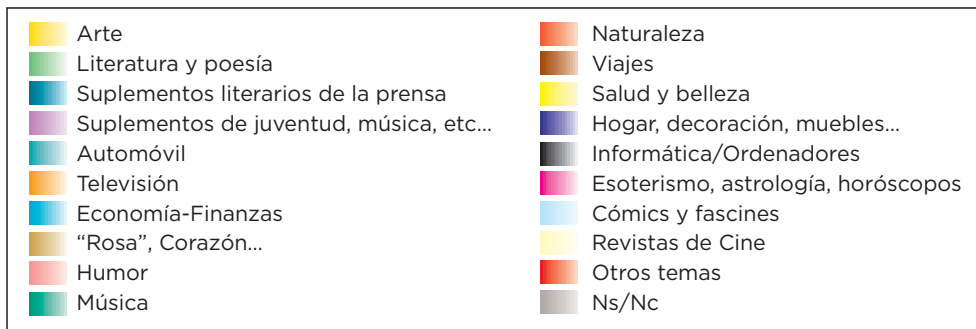 Arte
Literatura y poesía
Suplementos literarios de la prensa
Suplementos de juventud, música, etc...
Automóvil
Televisión
Economía-Finanzas
“Rosa”, Corazón...
Humor
Música
Naturaleza
Viajes
Salud y belleza
Hogar, decoración, muebles...
Informática/Ordenadores
Esoterismo, astrología, horóscopos
Cómics y fascines
Revistas de Cine
Otros temas
Ns/Nc